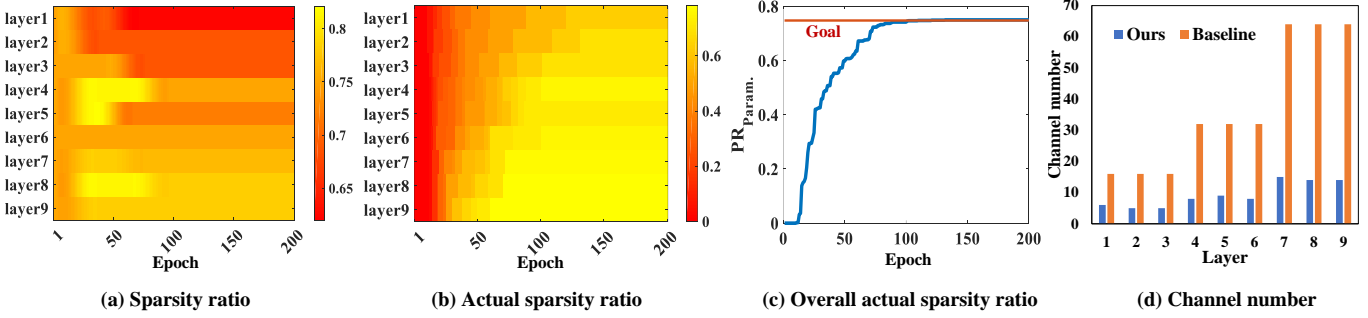 layer1
layer2
layer3
layer4
layer5
layer6
layer7
layer8
layer9
1 50 100 150 200
Epoch
0.8
0.75
0.7
0.65
(a) Sparsity ratio
layer1
layer2
layer3
layer4
layer5
layer6
layer7
layer8
layer9
1 50 100 150 200
Epoch
0.6
0.4
0.2
0
(b) Actual sparsity ratio
PR_Param.
0.8
0.6
0.4
0.2
0.0
Goal
0 50 100 150 200
Epoch
(c) Overall actual sparsity ratio
Channel number
70
60
50
40
30
20
10
0
Ours Baseline
1 2 3 4 5 6 7 8 9
Layer
(d) Channel number